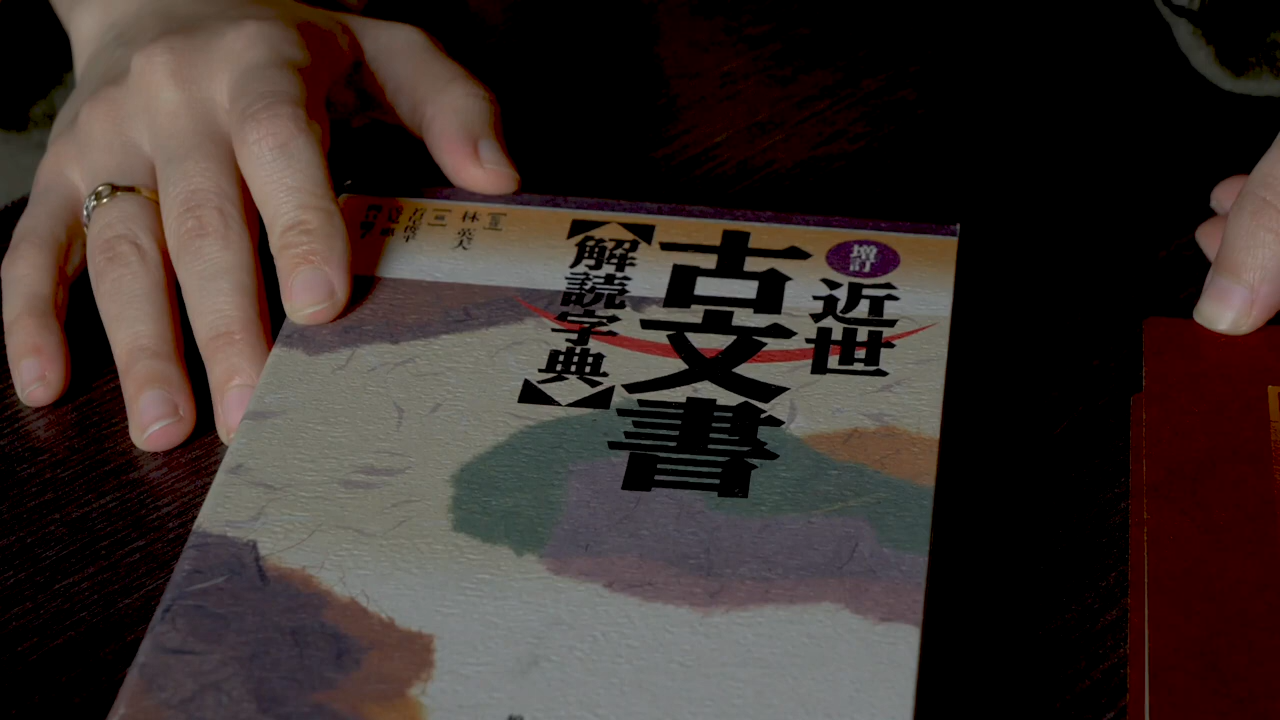 増訂
近世
古文書
【解読字典】
林英夫